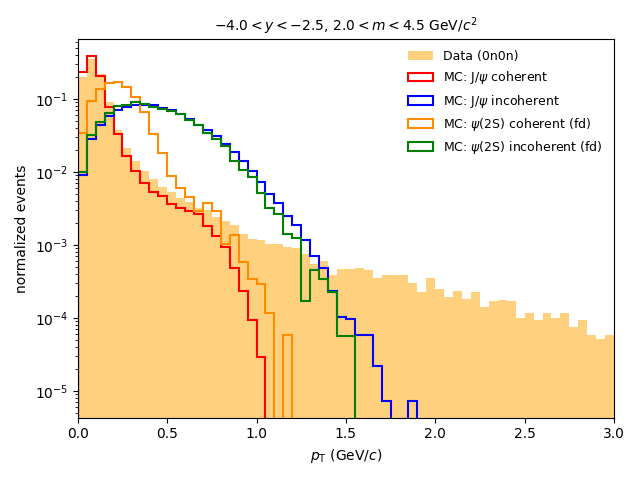 −4.0 < y < −2.5, 2.0 < m < 4.5 GeV/c²
Data (0n0n)
MC: J/ψ coherent
MC: J/ψ incoherent
MC: ψ(2S) coherent (fd)
MC: ψ(2S) incoherent (fd)
normalized events
10⁻¹
10⁻²
10⁻³
10⁻⁴
10⁻⁵
0.0 0.5 1.0 1.5 2.0 2.5 3.0
p_T (GeV/c)